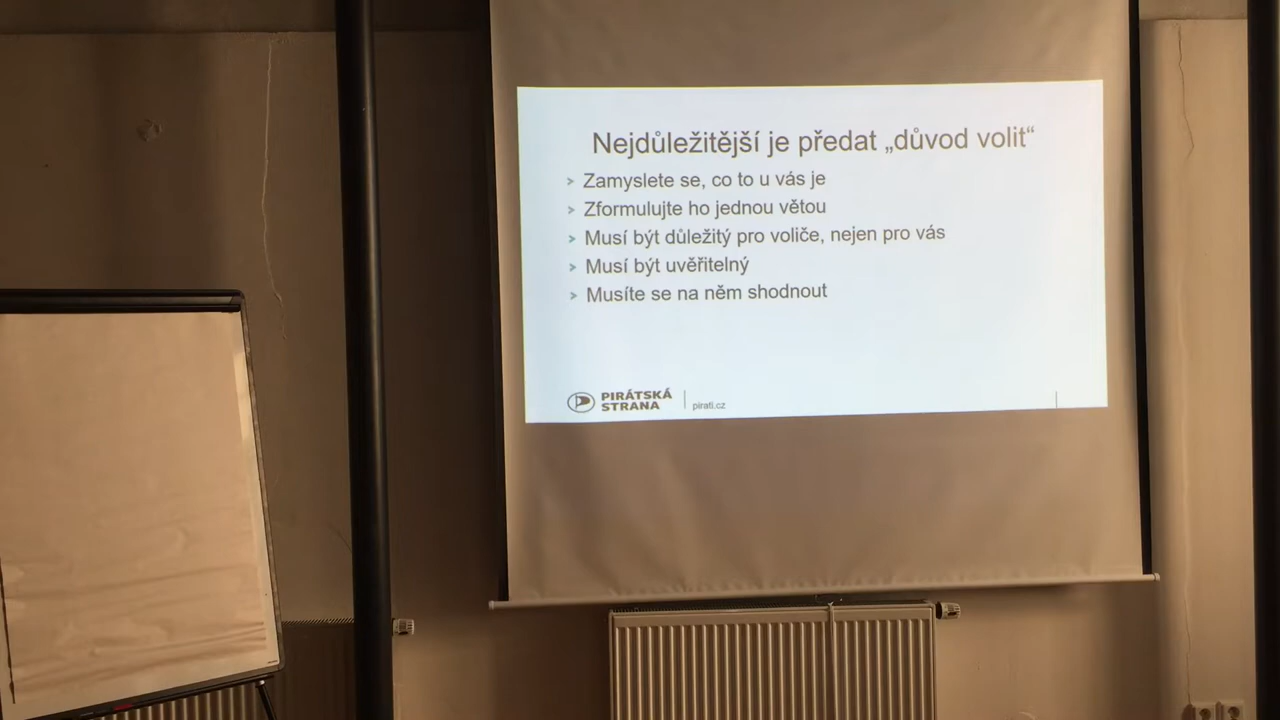 Nejdůležitější je předat „důvod volit“
> Zamyslete se, co to u vás je
> Zformulujte ho jednou větou
> Musí být důležitý pro voliče, nejen pro vás
> Musí být uvěřitelný
> Musíte se na něm shodnout
PIRÁTSKÁ
STRANA
pirati.cz